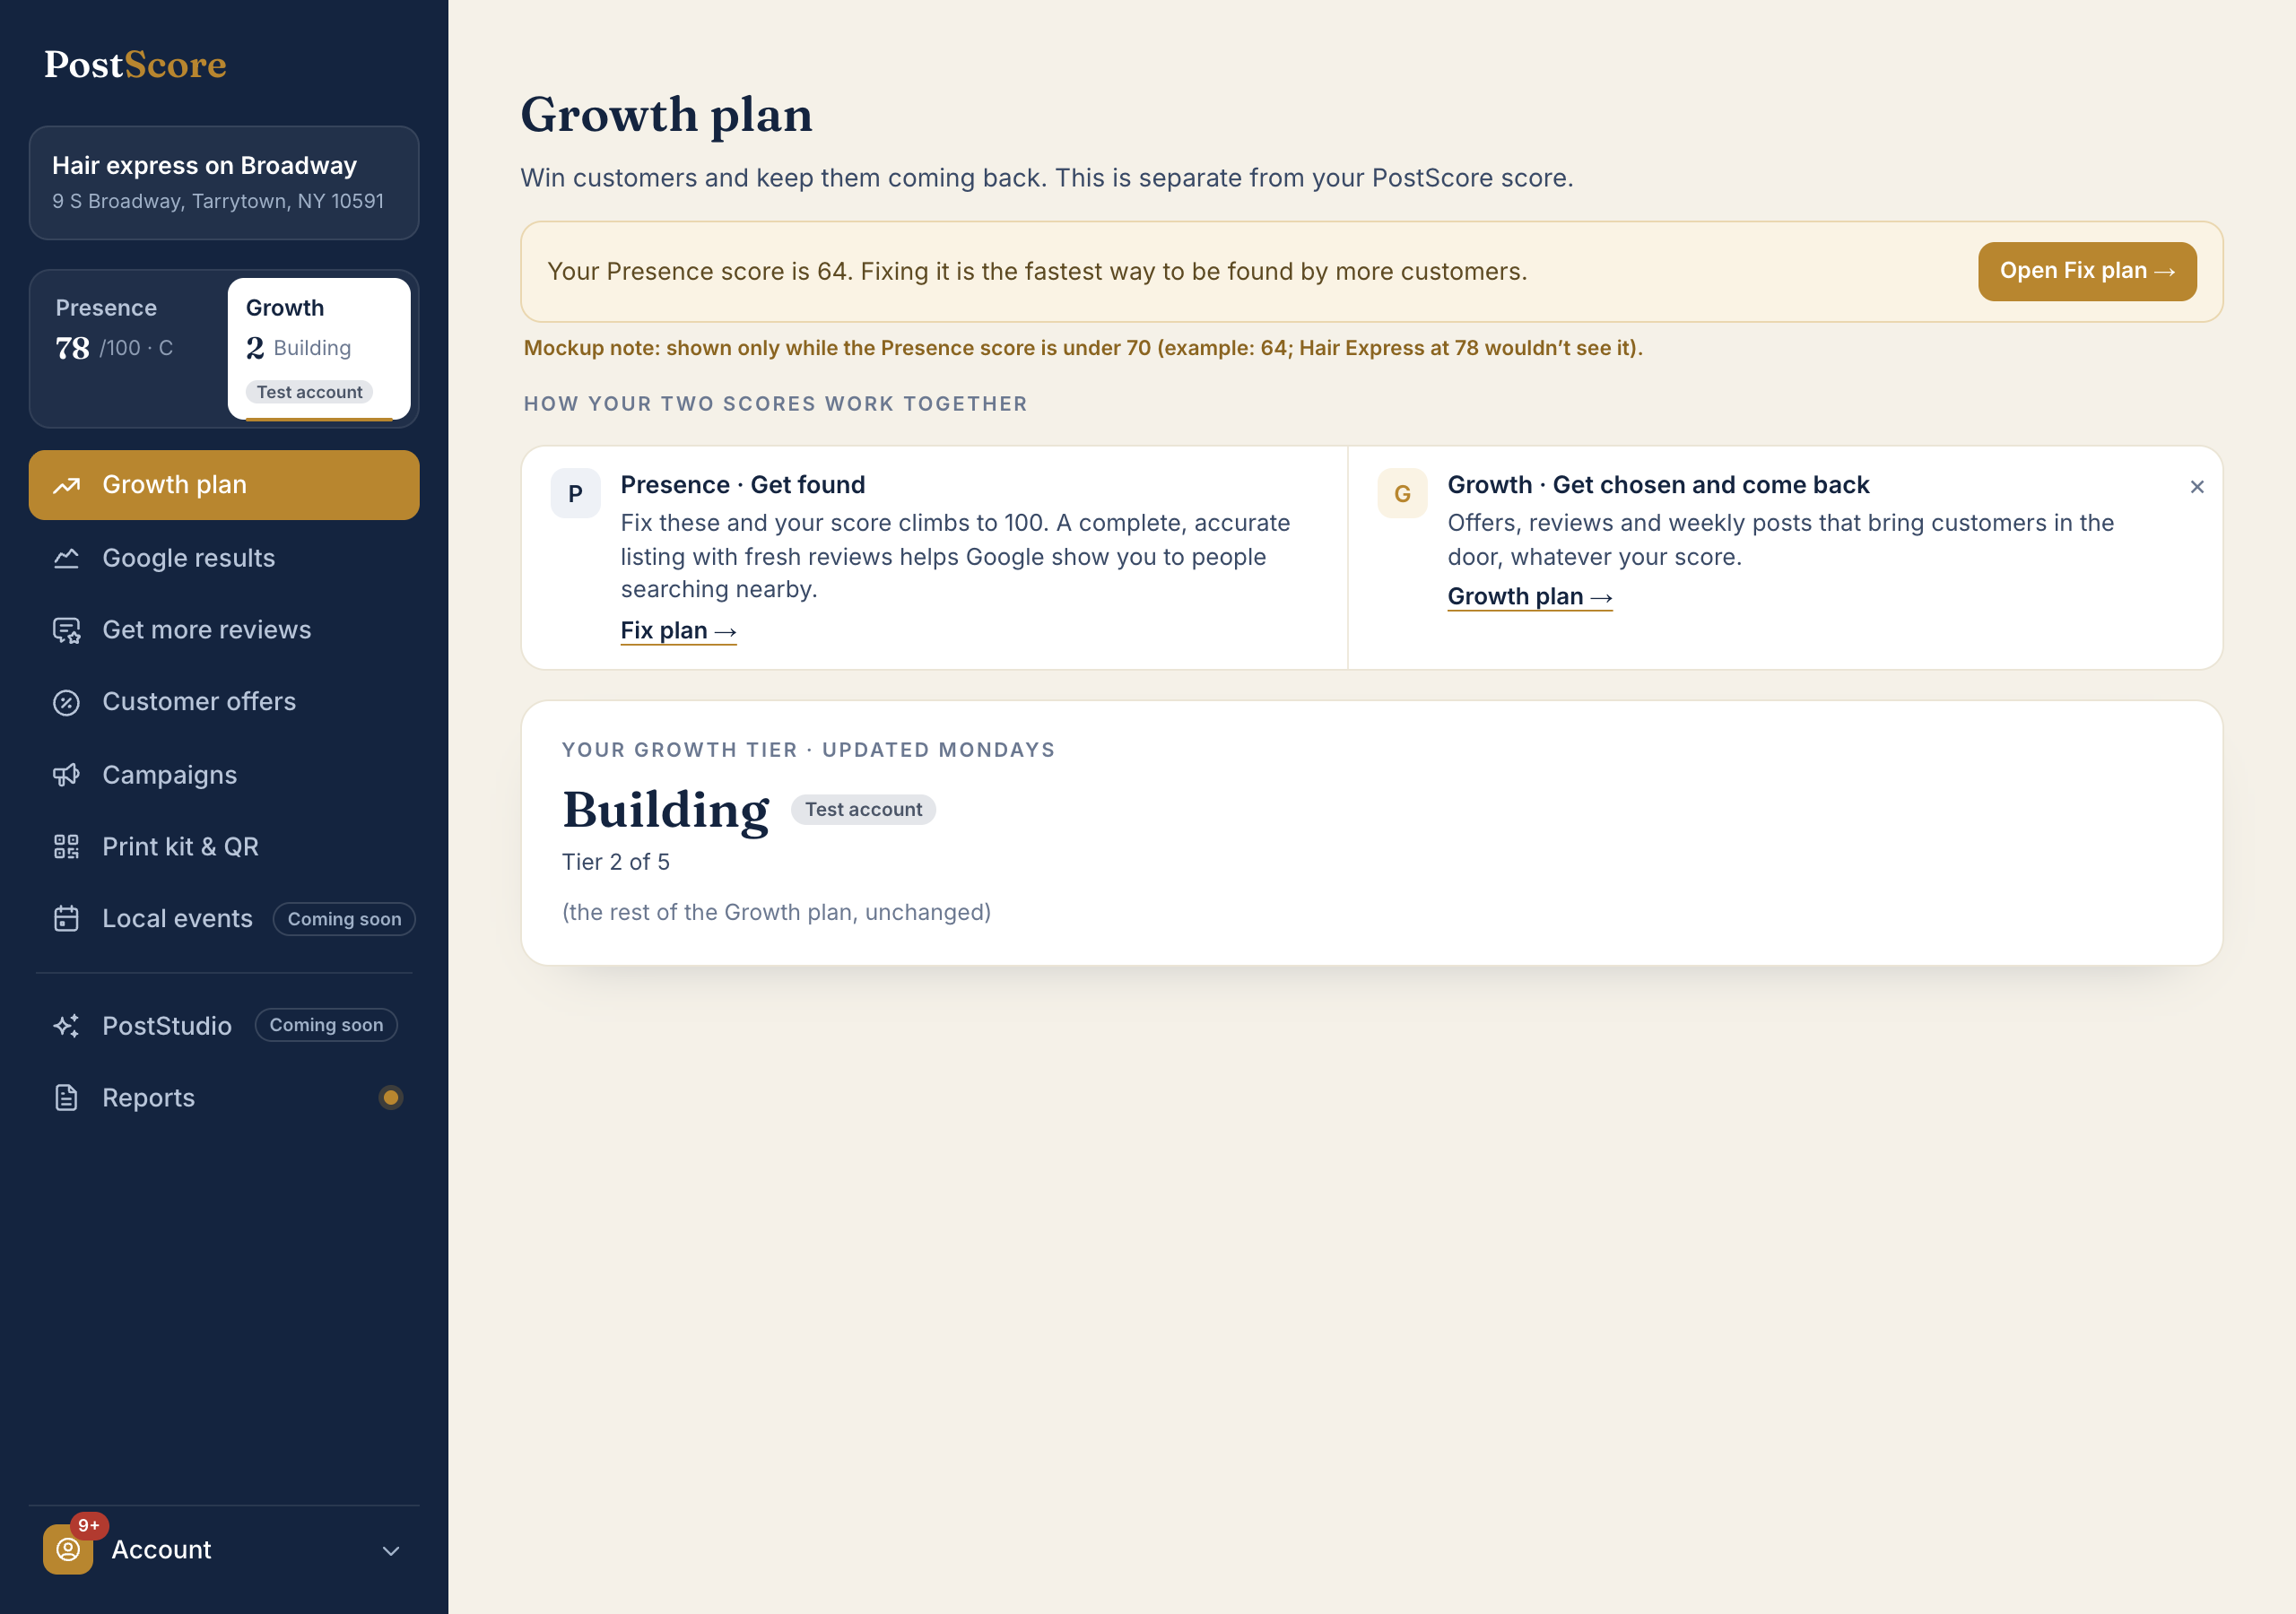 PostScore
Hair express on Broadway
9 S Broadway, Tarrytown, NY 10591
Presence
78 /100 · C
Growth
2 Building
Test account
Growth plan
Google results
Get more reviews
Customer offers
Campaigns
Print kit & QR
Local events Coming soon
PostStudio Coming soon
Reports
9+
Account
Growth plan
Win customers and keep them coming back. This is separate from your PostScore score.
Your Presence score is 64. Fixing it is the fastest way to be found by more customers.
Open Fix plan →
Mockup note: shown only while the Presence score is under 70 (example: 64; Hair Express at 78 wouldn’t see it).
HOW YOUR TWO SCORES WORK TOGETHER
P
Presence · Get found
Fix these and your score climbs to 100. A complete, accurate
listing with fresh reviews helps Google show you to people
searching nearby.
Fix plan →
G
Growth · Get chosen and come back
×
Offers, reviews and weekly posts that bring customers in the
door, whatever your score.
Growth plan →
YOUR GROWTH TIER · UPDATED MONDAYS
Building Test account
Tier 2 of 5
(the rest of the Growth plan, unchanged)